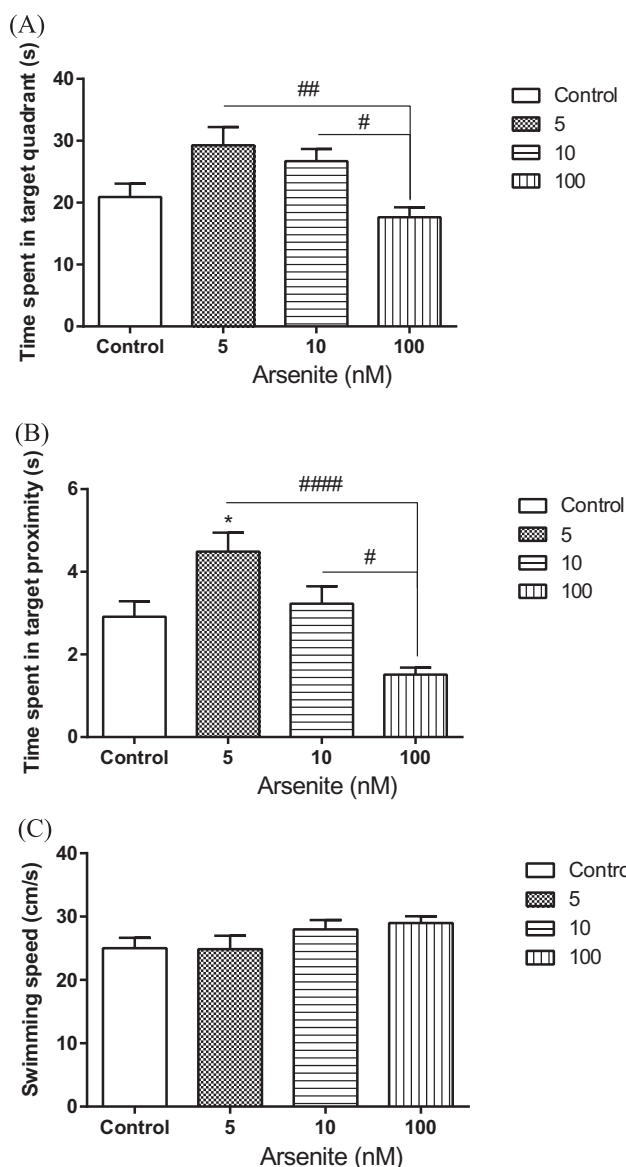 (A)
Time spent in target quadrant (s)
40
30
20
10
0
##
#
Control
5
10
100
Arsenite (nM)
Control
5
10
100
(B)
Time spent in target proximity (s)
6
4
2
0
####
#
*
Control
5
10
100
Arsenite (nM)
Control
5
10
100
(C)
Swimming speed (cm/s)
40
30
20
10
0
Control
5
10
100
Arsenite (nM)
Contro
5
10
100